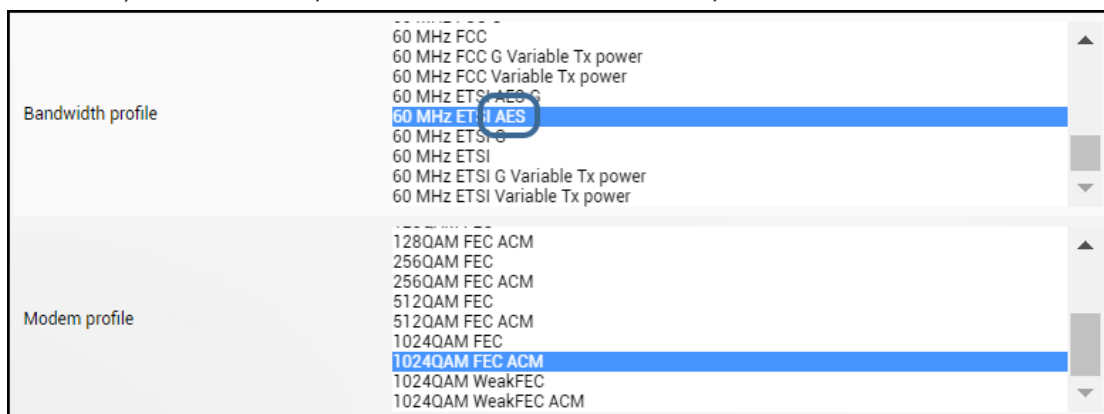 60 MHz FCC
60 MHz FCC G Variable Tx power
60 MHz FCC Variable Tx power
60 MHz ETSI AES G
Bandwidth profile
60 MHz ETSI AES
60 MHz ETSI G
60 MHz ETSI
60 MHz ETSI G Variable Tx power
60 MHz ETSI Variable Tx power
128QAM FEC ACM
256QAM FEC
256QAM FEC ACM
512QAM FEC
Modem profile
512QAM FEC ACM
1024QAM FEC
1024QAM FEC ACM
1024QAM WeakFEC
1024QAM WeakFEC ACM